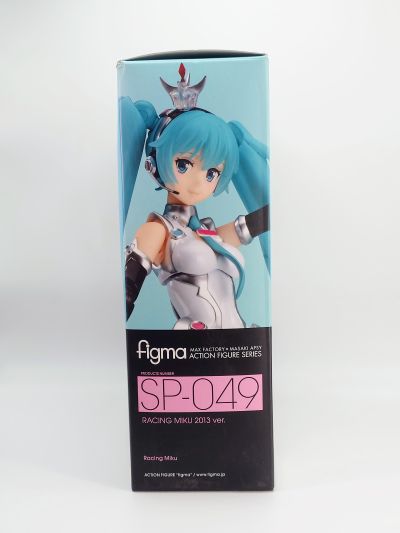 figma
MAX FACTORY × MASAKI APSY
ACTION FIGURE SERIES
PRODUCTS NUMBER
SP-049
RACING MIKU 2013 ver.
Racing Miku
ACTION FIGURE "figma" / www.figma.jp